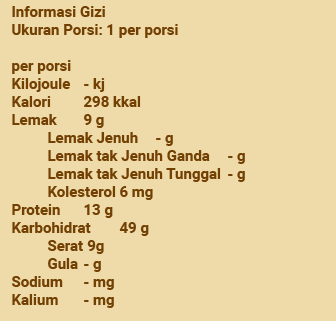 Informasi Gizi
Ukuran Porsi: 1 per porsi
per porsi
Kilojoule - kj
Kalori 298 kkal
Lemak 9 g
Lemak Jenuh - g
Lemak tak Jenuh Ganda - g
Lemak tak Jenuh Tunggal - g
Kolesterol 6 mg
Protein 13 g
Karbohidrat 49 g
Serat 9g
Gula - g
Sodium - mg
Kalium - mg